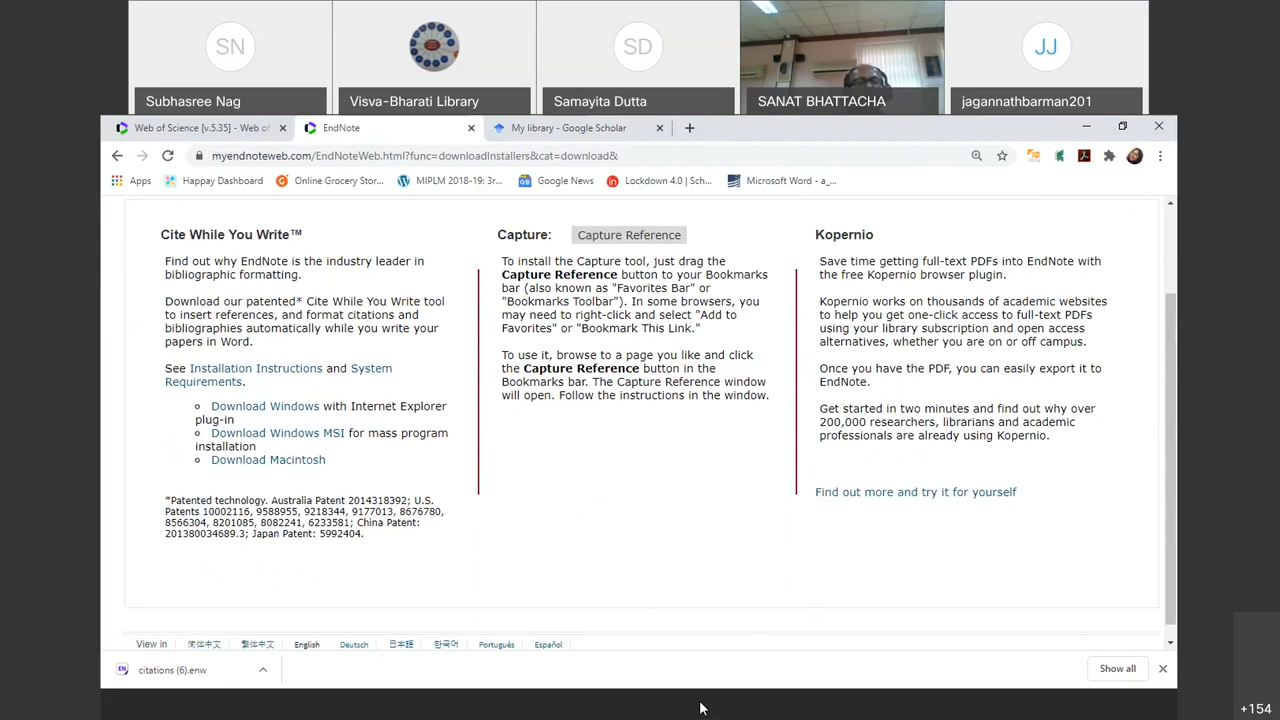 SN
SD
JJ
Subhasree Nag
Visva-Bharati Library
Samayita Dutta
SANAT BHATTACHA
jagannathbarman201
Web of Science [v.5.35] - Web of
EndNote
My library - Google Scholar
myendnoteweb.com/EndNoteWeb.html?func=downloadInstallers&cat=download&
Apps
Happay Dashboard
Online Grocery Stor...
MIPLM 2018-19: 3r...
Google News
Lockdown 4.0 | Sch...
Microsoft Word - a_...
Cite While You Write™
Find out why EndNote is the industry leader in
bibliographic formatting.
Download our patented* Cite While You Write tool
to insert references, and format citations and
bibliographies automatically while you write your
papers in Word.
See Installation Instructions and System
Requirements.
Download Windows with Internet Explorer
plug-in
Download Windows MSI for mass program
installation
Download Macintosh
*Patented technology. Australia Patent 2014318392; U.S.
Patents 10002116, 9588955, 9218344, 9177013, 8676780,
8566304, 8201085, 8082241, 6233581; China Patent:
201380034689.3; Japan Patent: 5992404.
Capture: Capture Reference
To install the Capture tool, just drag the
Capture Reference button to your Bookmarks
bar (also known as "Favorites Bar" or
"Bookmarks Toolbar"). In some browsers, you
may need to right-click and select "Add to
Favorites" or "Bookmark This Link."
To use it, browse to a page you like and click
the Capture Reference button in the
Bookmarks bar. The Capture Reference window
will open. Follow the instructions in the window.
Kopernio
Save time getting full-text PDFs into EndNote with
the free Kopernio browser plugin.
Kopernio works on thousands of academic websites
to help you get one-click access to full-text PDFs
using your library subscription and open access
alternatives, whether you are on or off campus.
Once you have the PDF, you can easily export it to
EndNote.
Get started in two minutes and find out why over
200,000 researchers, librarians and academic
professionals are already using Kopernio.
Find out more and try it for yourself
View in 简体中文 繁體中文 English Deutsch 日本語 한국어 Português Español
EN citations (6).enw
Show all
+154